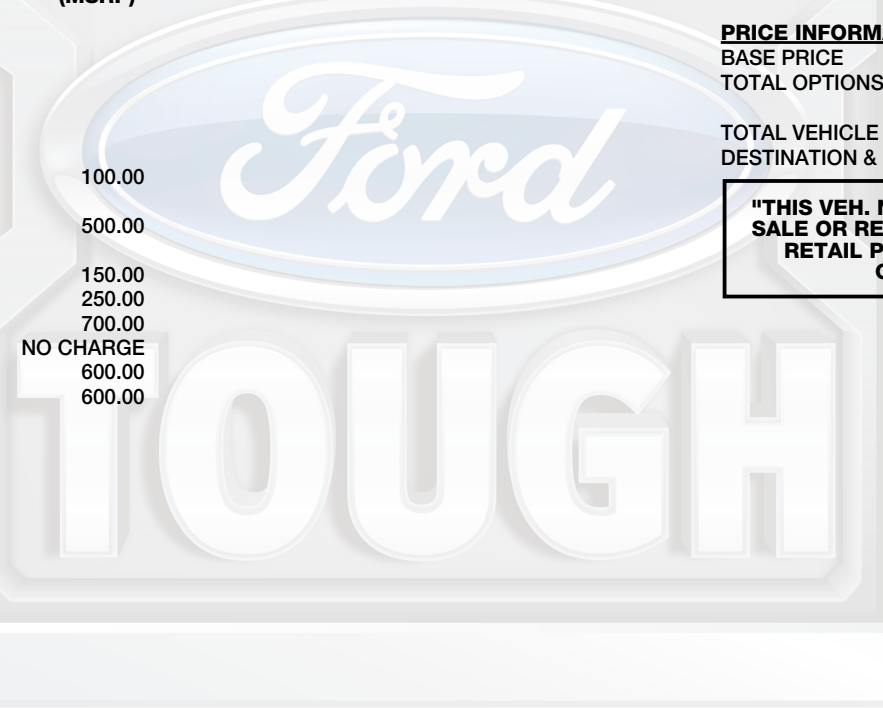 (MSRP)
PRICE INFORM
BASE PRICE
TOTAL OPTIONS
TOTAL VEHICLE
DESTINATION &
100.00
500.00
150.00
250.00
700.00
NO CHARGE
600.00
600.00
"THIS VEH.
SALE OR RE
RETAIL P
Ford
TOUGH